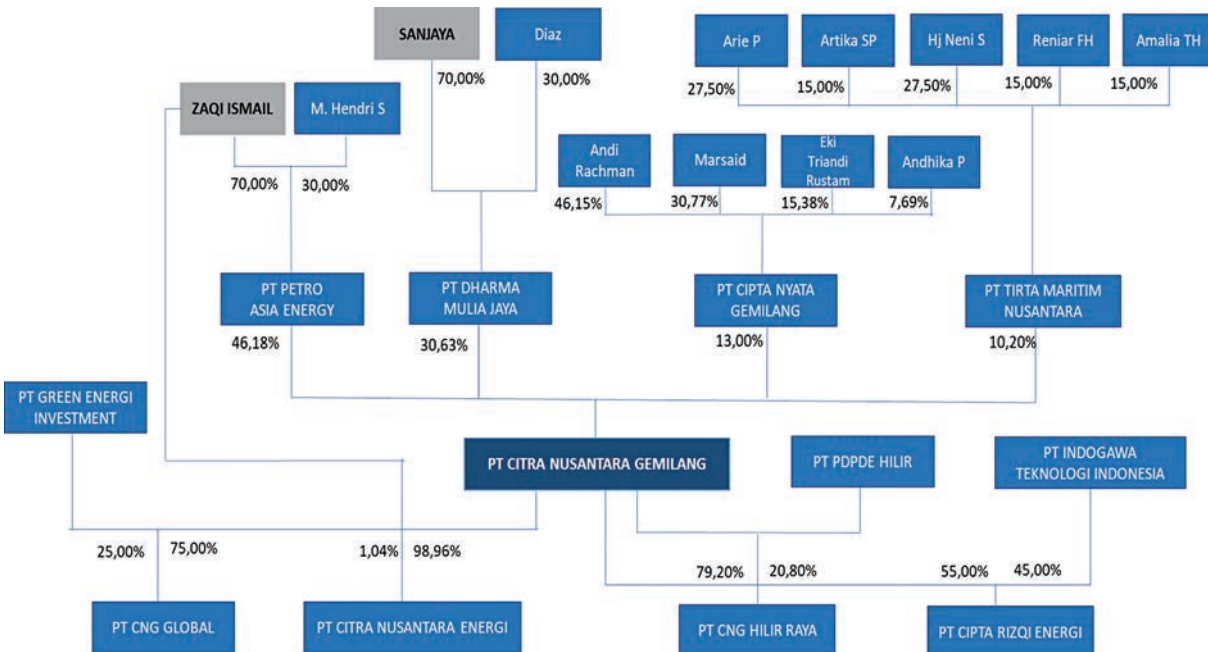 SANJAYA
Diaz
Arie P
Artika SP
Hj Neni S
Reniar FH
Amalia TH
70,00%
30,00%
27,50%
15,00%
27,50%
15,00%
15,00%
ZAQI ISMAIL
M. Hendri S
Andi
Rachman
Marsaid
Eki
Triandi
Rustam
Andhika P
70,00%
30,00%
46,15%
30,77%
15,38%
7,69%
PT PETRO
ASIA ENERGY
PT DHARMA
MULIA JAYA
PT CIPTA NYATA
GEMILANG
PT TIRTA MARITIM
NUSANTARA
46,18%
30,63%
13,00%
10,20%
PT GREEN ENERGI
INVESTMENT
PT CITRA NUSANTARA GEMILANG
PT PDPDE HILIR
PT INDOGAWA
TEKNOLOGI INDONESIA
25,00%
75,00%
1,04%
98,96%
79,20%
20,80%
55,00%
45,00%
PT CNG GLOBAL
PT CITRA NUSANTARA ENERGI
PT CNG HILIR RAYA
PT CIPTA RIZQI ENERGI